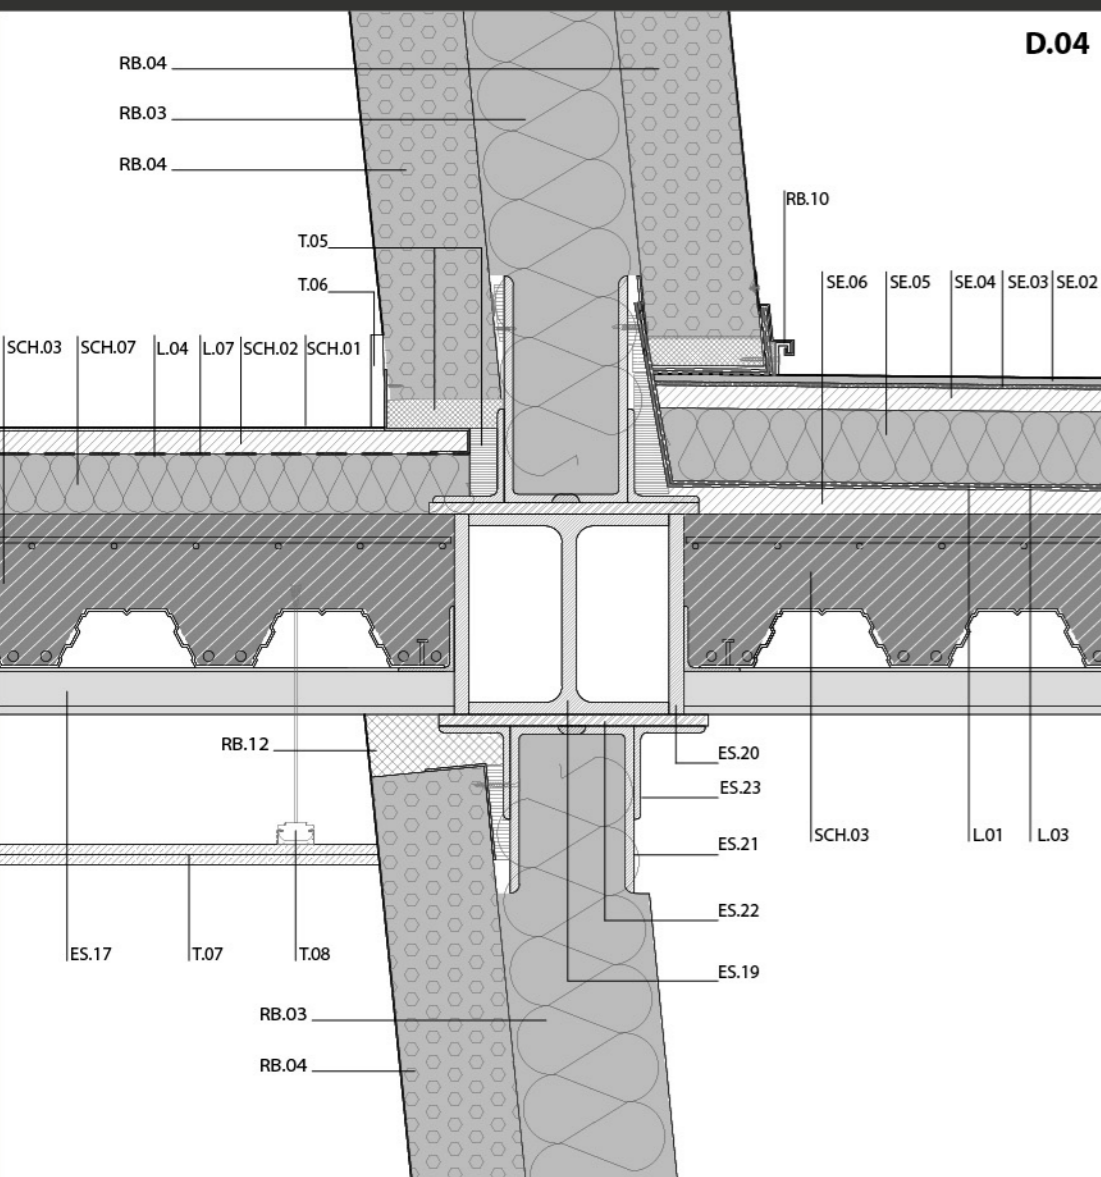 D.04
RB.04
RB.03
RB.04
RB.10
T.05
T.06
SE.06
SE.05
SE.04
SE.03
SE.02
SCH.03
SCH.07
L.04
L.07
SCH.02
SCH.01
RB.12
ES.20
ES.23
SCH.03
L.01
L.03
ES.21
ES.22
ES.17
T.07
T.08
ES.19
RB.03
RB.04